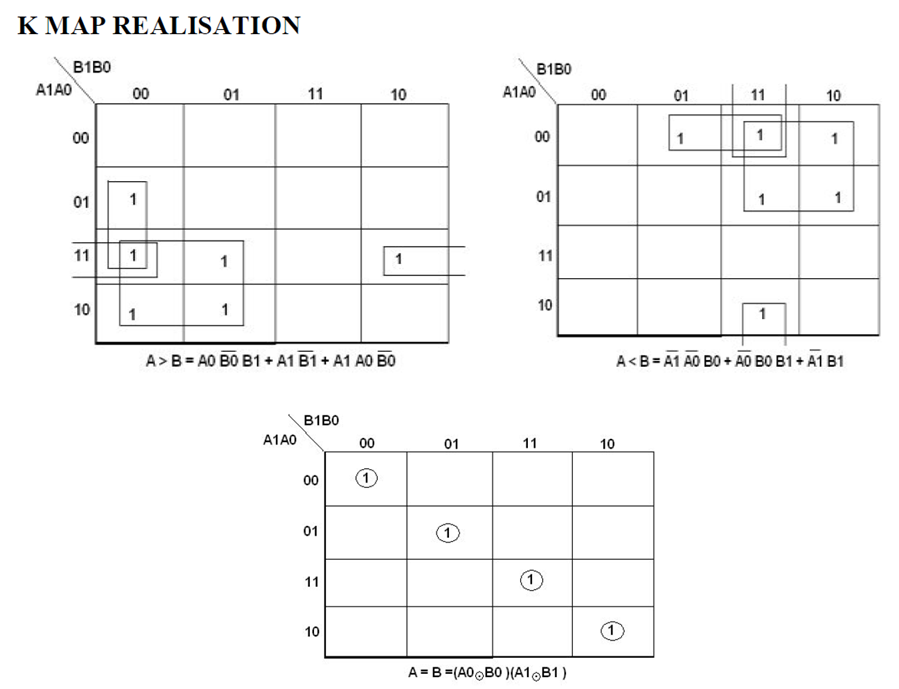 K MAP REALISATION
B1B0
A1A0 00 01 11 10
00
01 1
11 1 1 1
10 1 1
A > B = A0 B̅0̅ B1 + A1 B̅1̅ + A1 A0 B̅0̅
B1B0
A1A0 00 01 11 10
00 1 1 1
01 1 1
11
10 1
A < B = A̅1̅ A̅0̅ B0 + A̅0̅ B0 B1 + A̅1̅ B1
B1B0
A1A0 00 01 11 10
00 1
01 1
11 1
10 1
A = B =(A0⊙B0 )(A1⊙B1 )